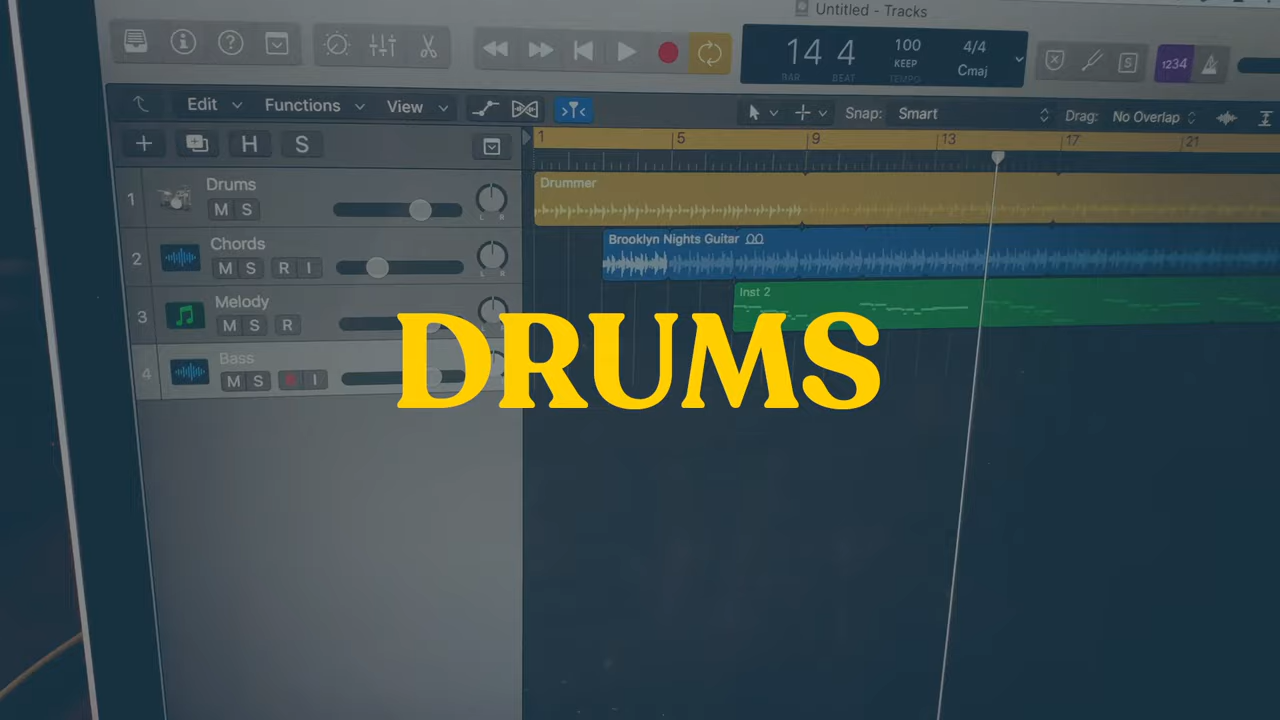 Untitled - Tracks
14 4 100 4/4
KEEP Cmaj
BAR BEAT TEMPO
1234
Edit Functions View Snap: Smart Drag: No Overlap
H S
1 5 9 13 17 21
1 Drums
M S
Drummer
2 Chords
M S R I
Brooklyn Nights Guitar
3 Melody
M S R
Inst 2
4 Bass
M S I
L R
DRUMS